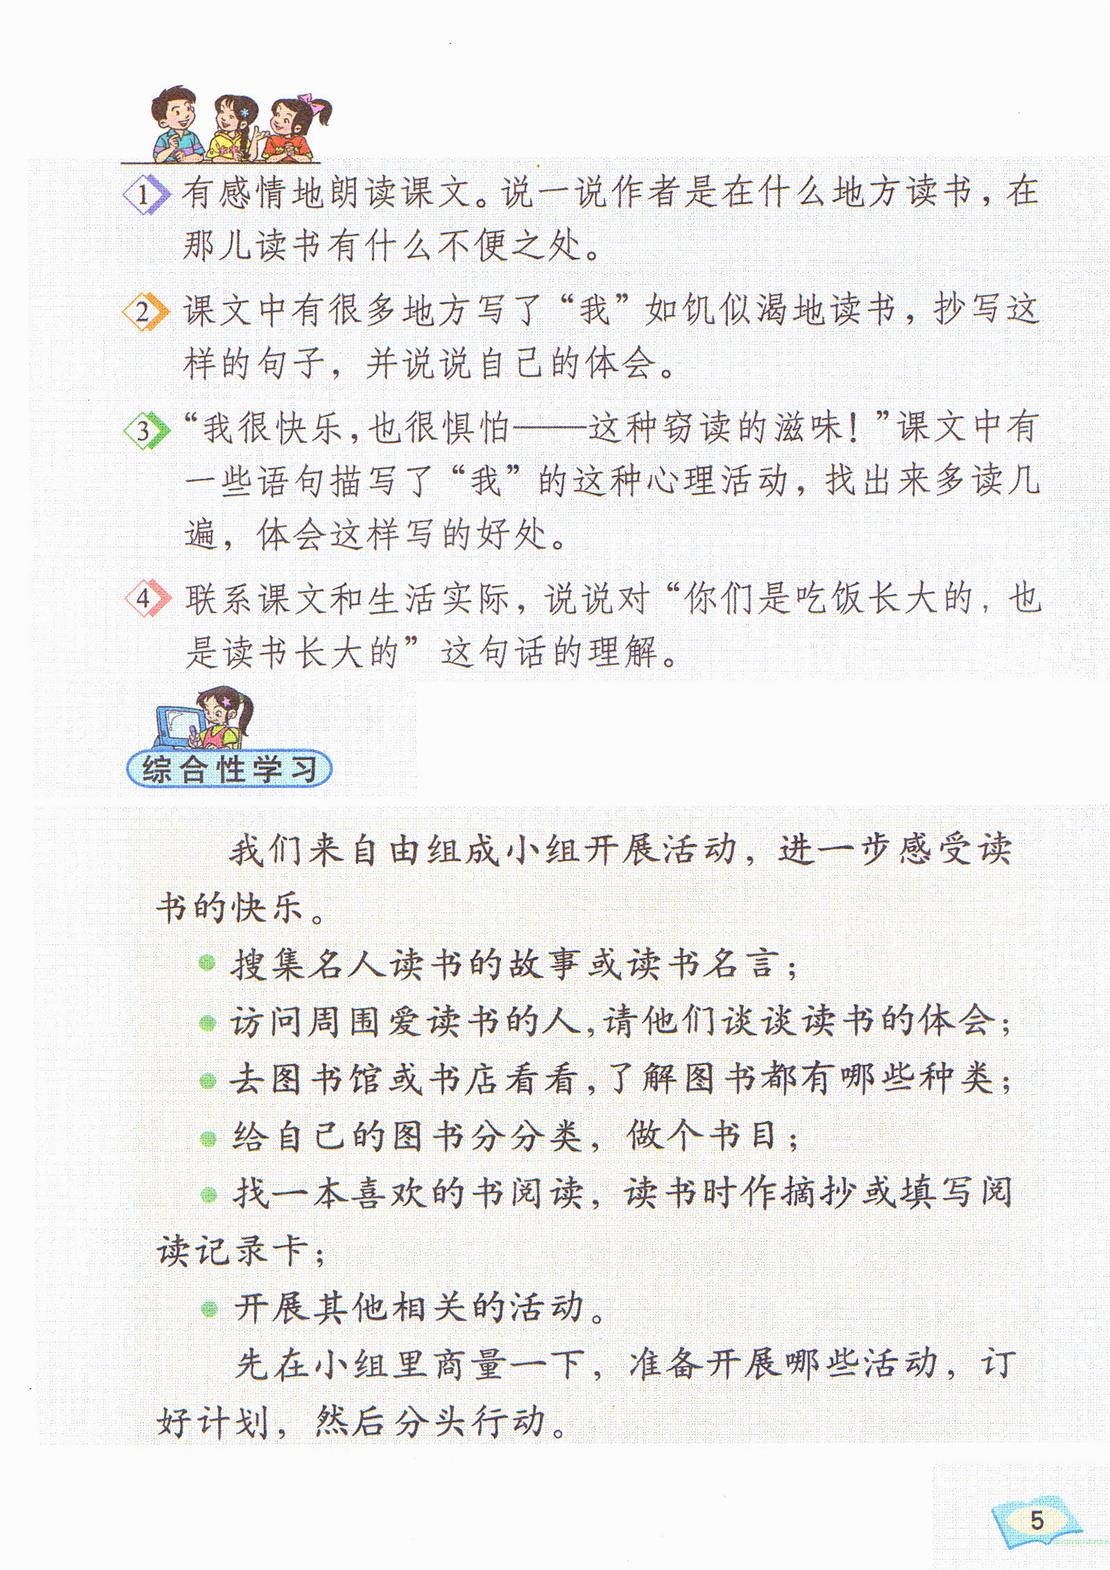 1 有感情地朗读课文。说一说作者是在什么地方读书，在
那儿读书有什么不便之处。
2 课文中有很多地方写了“我”如饥似渴地读书，抄写这
样的句子，并说说自己的体会。
3 “我很快乐，也很惧怕——这种窃读的滋味！”课文中有
一些语句描写了“我”的这种心理活动，找出来多读几
遍，体会这样写的好处。
4 联系课文和生活实际，说说对“你们是吃饭长大的，也
是读书长大的”这句话的理解。
综合性学习
我们来自由组成小组开展活动，进一步感受读
书的快乐。
● 搜集名人读书的故事或读书名言；
● 访问周围爱读书的人，请他们谈谈读书的体会；
● 去图书馆或书店看看，了解图书都有哪些种类；
● 给自己的图书分分类，做个书目；
● 找一本喜欢的书阅读，读书时作摘抄或填写阅
读记录卡；
● 开展其他相关的活动。
先在小组里商量一下，准备开展哪些活动，订
好计划，然后分头行动。
5